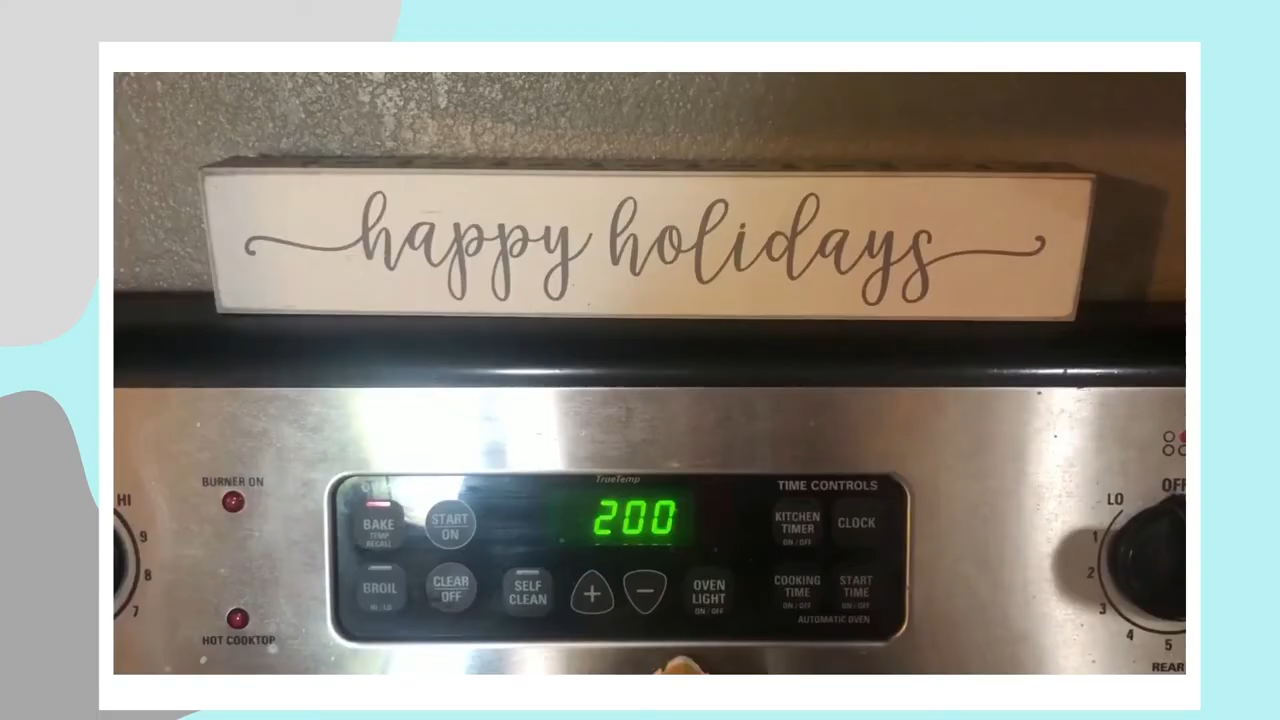 happy holidays
BURNER ON
HI
9
8
7
HOT COOKTOP
TrueTemp
200
BAKE
TEMP
RECALL
START
ON
BROIL
HI / LO
CLEAR
OFF
SELF
CLEAN
+
−
OVEN
LIGHT
ON / OFF
TIME CONTROLS
KITCHEN
TIMER
ON / OFF
CLOCK
COOKING
TIME
ON / OFF
START
TIME
ON / OFF
AUTOMATIC OVEN
LO
OFF
1
2
3
4
5
REAR